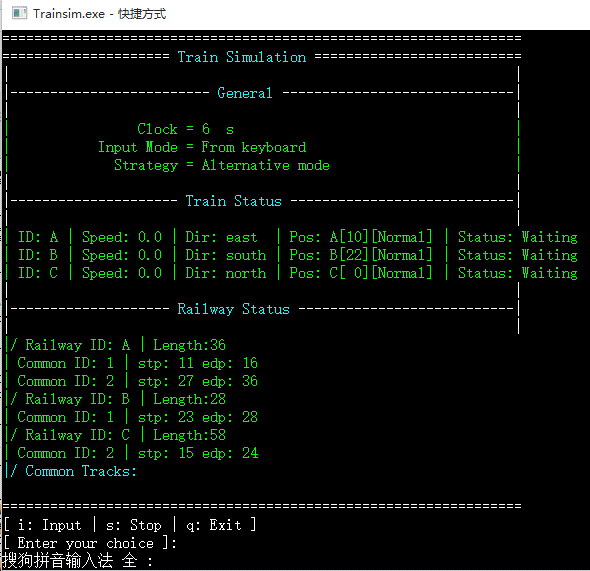 Trainsim.exe - 快捷方式
=================================================================
===================== Train Simulation ==========================
| |
|------------------------- General -----------------------------|
| |
| Clock = 6 s |
| Input Mode = From keyboard |
| Strategy = Alternative mode |
| |
|--------------------- Train Status ----------------------------|
| |
| ID: A | Speed: 0.0 | Dir: east | Pos: A[10][Normal] | Status: Waiting
| ID: B | Speed: 0.0 | Dir: south | Pos: B[22][Normal] | Status: Waiting
| ID: C | Speed: 0.0 | Dir: north | Pos: C[ 0][Normal] | Status: Waiting
| |
|-------------------- Railway Status ---------------------------|
| |
|/ Railway ID: A | Length:36
| Common ID: 1 | stp: 11 edp: 16
| Common ID: 2 | stp: 27 edp: 36
|/ Railway ID: B | Length:28
| Common ID: 1 | stp: 23 edp: 28
|/ Railway ID: C | Length:58
| Common ID: 2 | stp: 15 edp: 24
|/ Common Tracks:
=================================================================
[ i: Input | s: Stop | q: Exit ]
[ Enter your choice ]:
搜狗拼音输入法 全 :